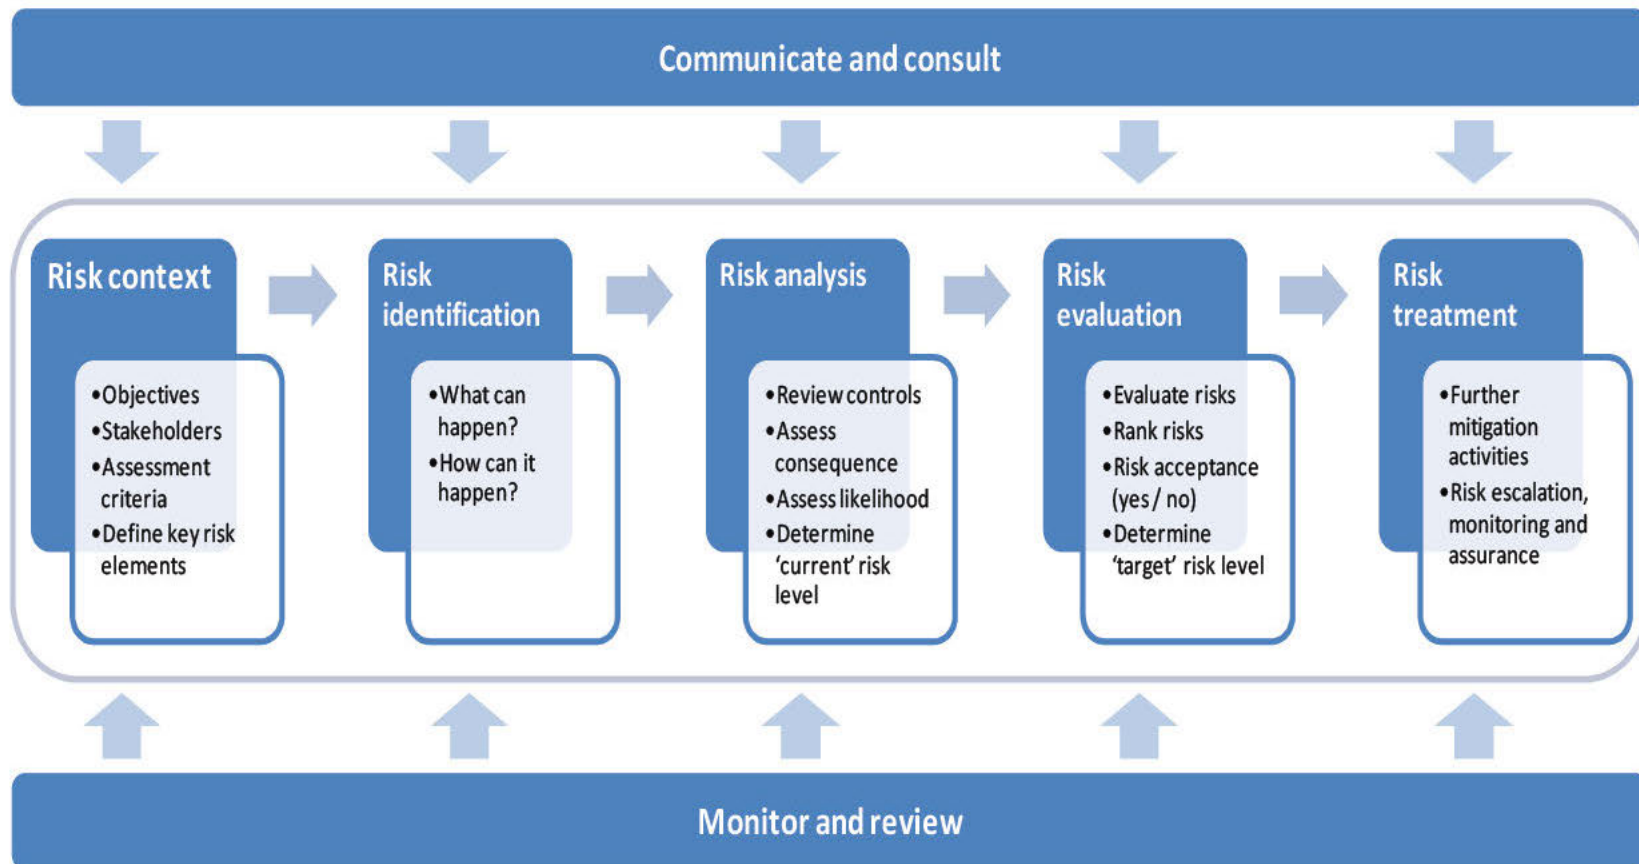 Communicate and consult
Risk context
•Objectives
•Stakeholders
•Assessment
criteria
•Define key risk
elements
Risk
identification
•What can
happen?
•How can it
happen?
Risk analysis
•Review controls
•Assess
consequence
•Assess likelihood
•Determine
‘current’ risk
level
Risk
evaluation
•Evaluate risks
•Rank risks
•Risk acceptance
(yes / no)
•Determine
‘target’ risk level
Risk
treatment
•Further
mitigation
activities
•Risk escalation,
monitoring and
assurance
Monitor and review